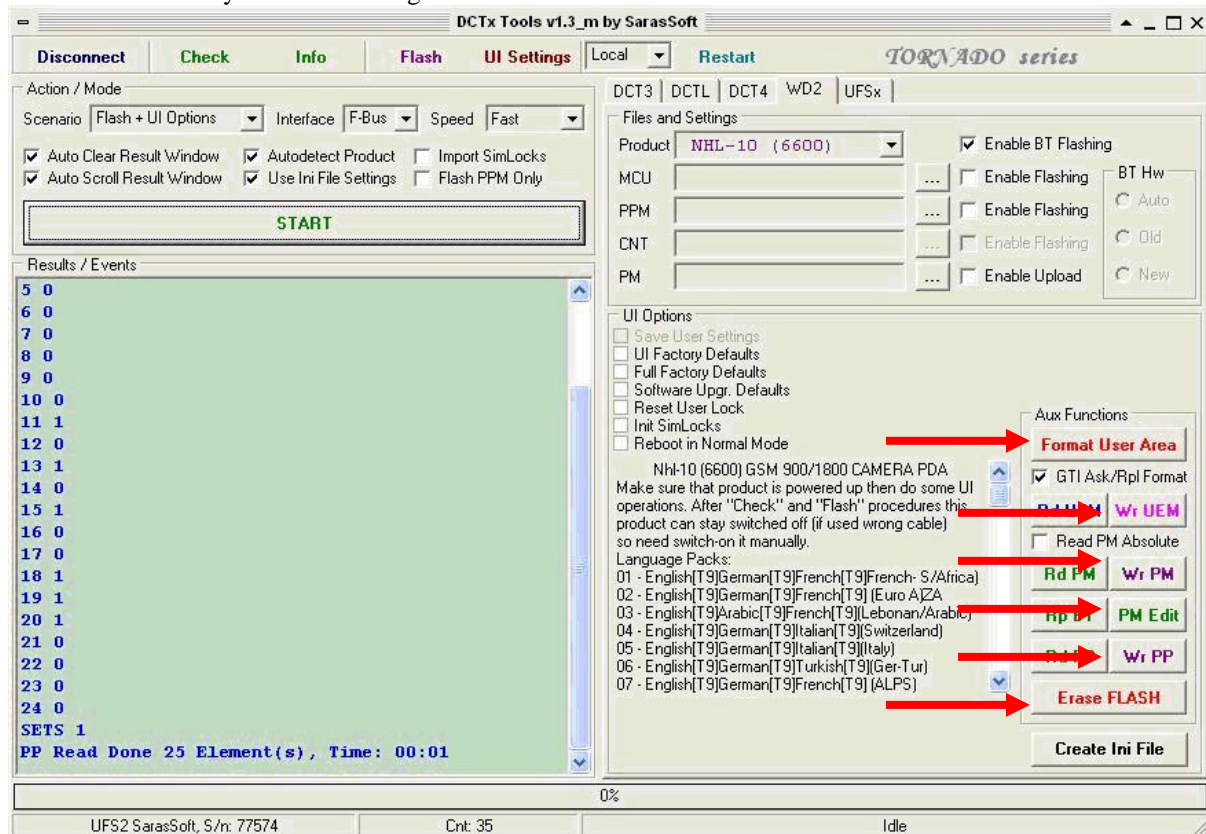 DCTx Tools v1.3_m by SarasSoft
Disconnect Check Info Flash UI Settings Local Restart TORNADO series
Action / Mode
Scenario Flash + UI Options Interface F-Bus Speed Fast
Auto Clear Result Window Autodetect Product Import SimLocks
Auto Scroll Result Window Use Ini File Settings Flash PPM Only
START
Results / Events
5 0
6 0
7 0
8 0
9 0
10 0
11 1
12 0
13 1
14 0
15 1
16 0
17 0
18 1
19 1
20 1
21 0
22 0
23 0
24 0
SETS 1
PP Read Done 25 Element(s), Time: 00:01
DCT3 DCTL DCT4 WD2 UFSx
Files and Settings
Product NHL-10 (6600) Enable BT Flashing
MCU ... Enable Flashing
PPM ... Enable Flashing
CNT ... Enable Flashing
PM ... Enable Upload
BT Hw
Auto
Old
New
UI Options
Save User Settings
UI Factory Defaults
Full Factory Defaults
Software Upgr. Defaults
Reset User Lock
Init SimLocks
Reboot in Normal Mode
Nhl-10 (6600) GSM 900/1800 CAMERA PDA
Make sure that product is powered up then do some UI
operations. After "Check" and "Flash" procedures this
product can stay switched off (if used wrong cable)
so need switch-on it manually.
Language Packs:
01 - English[T9]German[T9]French[T9]French- S/Africa)
02 - English[T9]German[T9]French[T9] (Euro A)ZA
03 - English[T9]Arabic[T9]French[T9](Lebonan/Arabic)
04 - English[T9]German[T9]Italian[T9](Switzerland)
05 - English[T9]German[T9]Italian[T9](Italy)
06 - English[T9]German[T9]Turkish[T9](Ger-Tur)
07 - English[T9]German[T9]French[T9] (ALPS)
Aux Functions
Format User Area
GTI Ask/Rpl Format
Rd UEM Wr UEM
Read PM Absolute
Rd PM Wr PM
Rp BT PM Edit
Wr PP
Erase FLASH
Create Ini File
0%
UFS2 SarasSoft, S/n: 77574 Cnt: 35 Idle